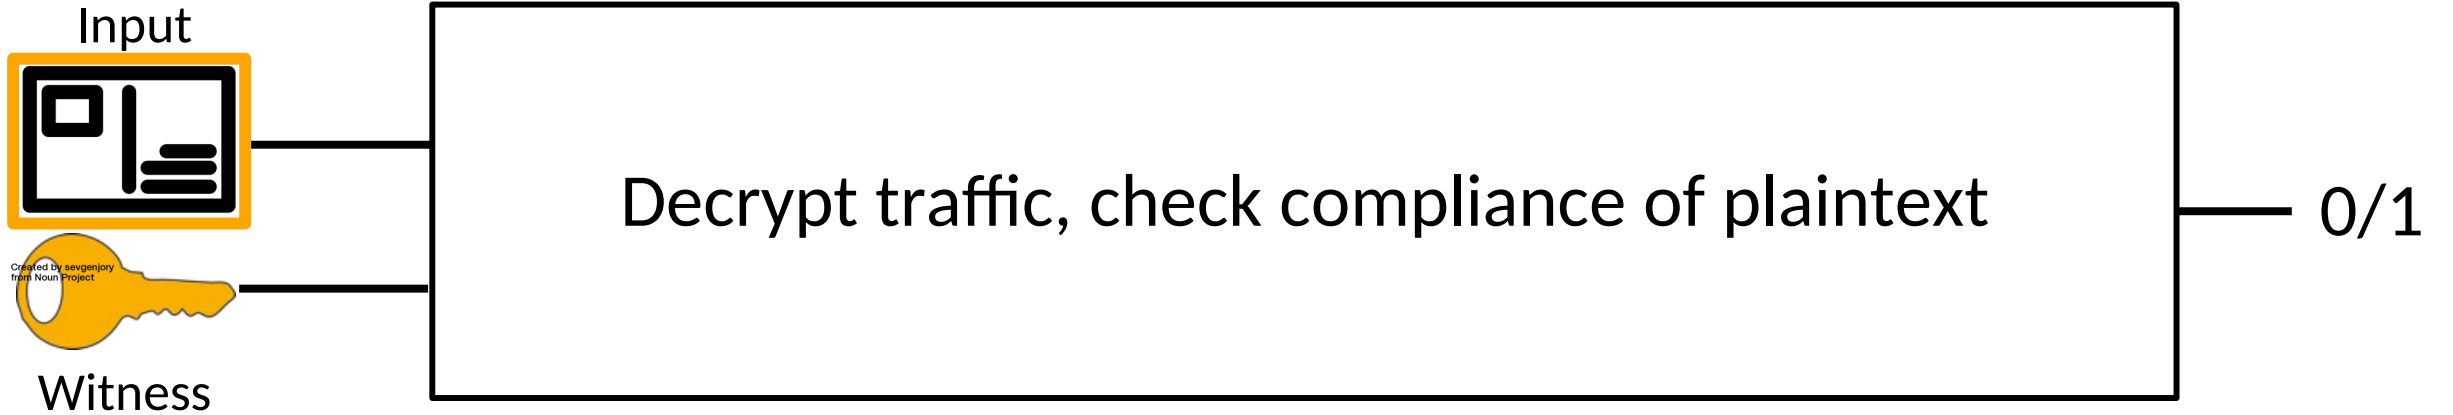 Input
Decrypt traffic, check compliance of plaintext
0/1
Created by sevgenjory
from Noun Project
Witness